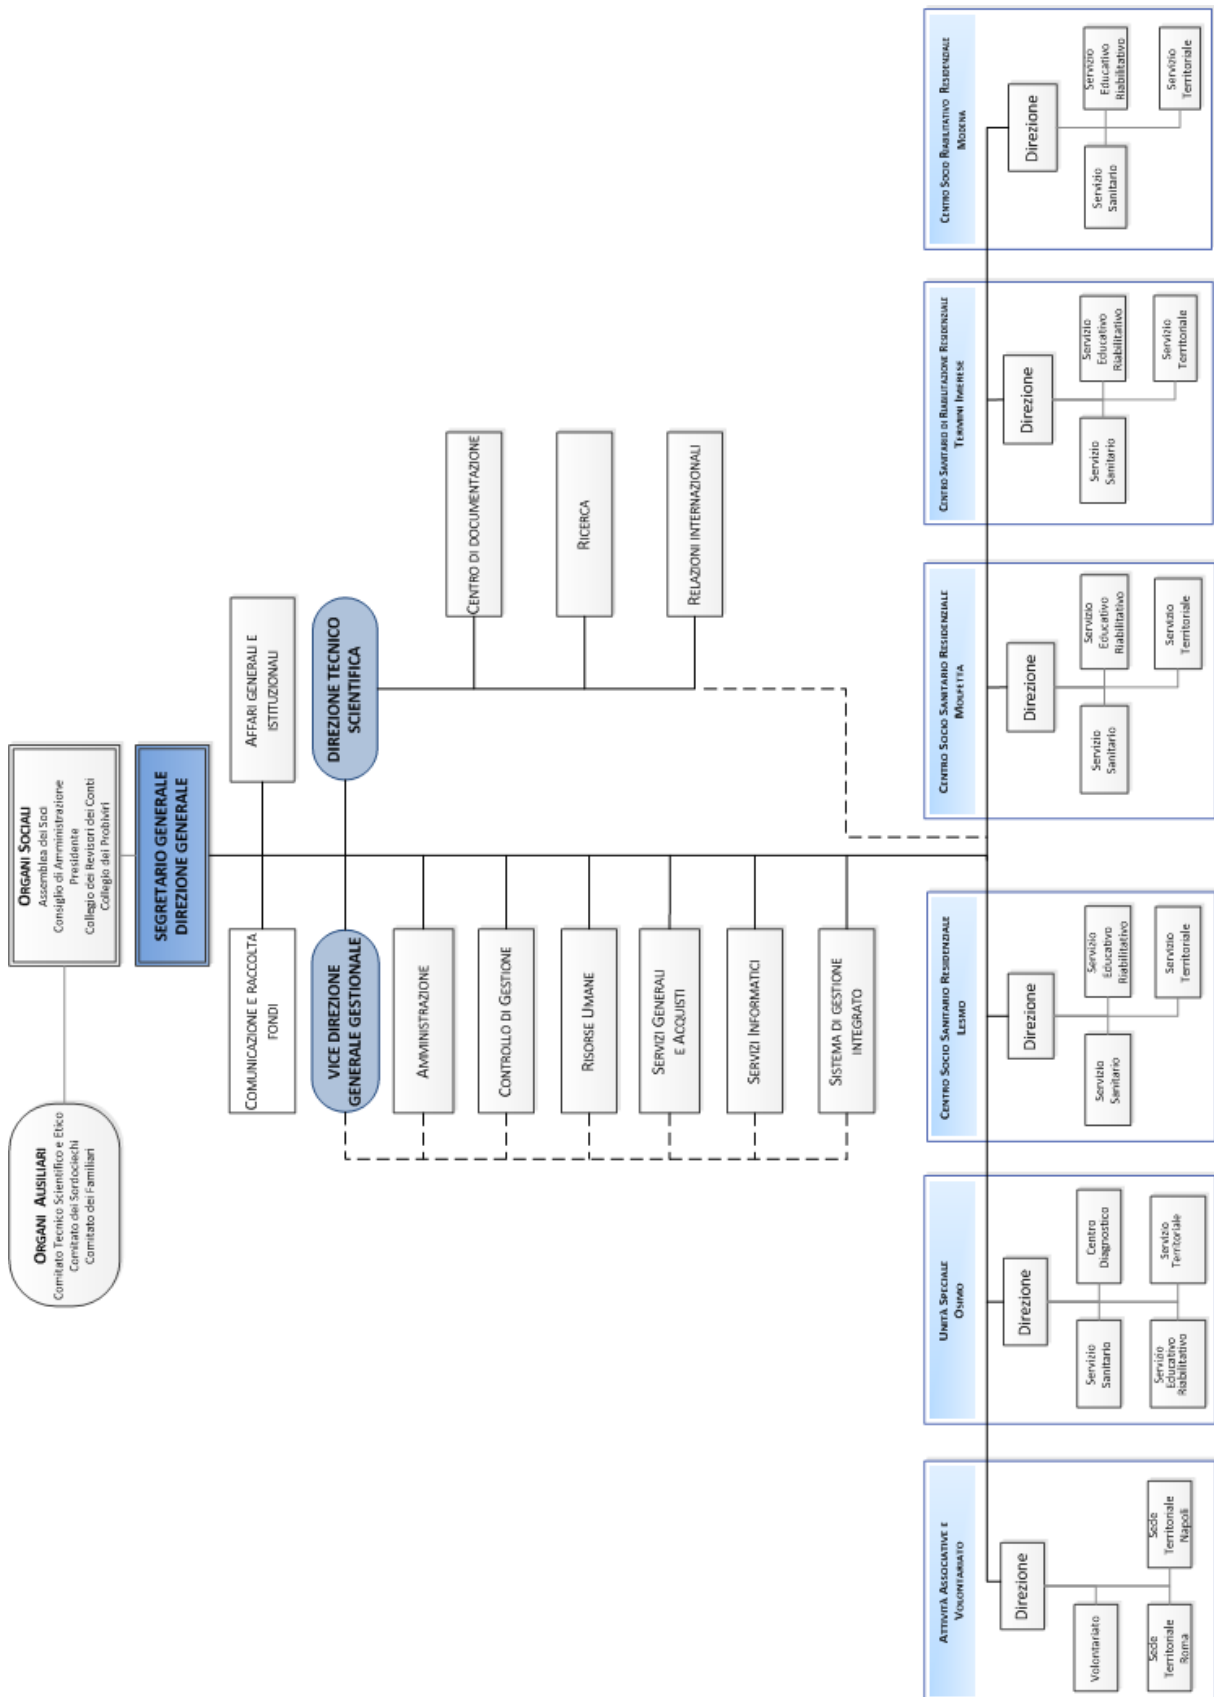 ORGANI AUSILIARI
Comitato Tecnico Scientifico e Etico
Comitato dei Sordociechi
Comitato dei Familiari
ORGANI SOCIALI
Assemblea dei Soci
Consiglio di Amministrazione
Presidente
Collegio dei Revisori dei Conti
Collegio dei Probiviri
SEGRETARIO GENERALE
DIREZIONE GENERALE
COMUNICAZIONE E RACCOLTA
FONDI
AFFARI GENERALI E
ISTITUZIONALI
VICE DIREZIONE
GENERALE GESTIONALE
DIREZIONE TECNICO
SCIENTIFICA
AMMINISTRAZIONE
CONTROLLO DI GESTIONE
RISORSE UMANE
SERVIZI GENERALI
E ACQUISTI
SERVIZI INFORMATICI
SISTEMA DI GESTIONE
INTEGRATO
CENTRO DI DOCUMENTAZIONE
RICERCA
RELAZIONI INTERNAZIONALI
ATTIVITÀ ASSOCIATIVE E
VOLONTARIATO
Direzione
Volontariato
Sede
Territoriale
Roma
Sede
Territoriale
Napoli
UNITÀ SPECIALE
OSIMO
Direzione
Servizio
Sanitario
Centro
Diagnostico
Servizio
Educativo
Riabilitativo
Servizio
Territoriale
CENTRO SOCIO SANITARIO RESIDENZIALE
LESMO
Direzione
Servizio
Sanitario
Servizio
Educativo
Riabilitativo
Servizio
Territoriale
CENTRO SOCIO SANITARIO RESIDENZIALE
MOLFETTA
Direzione
Servizio
Sanitario
Servizio
Educativo
Riabilitativo
Servizio
Territoriale
CENTRO SANITARIO DI RIABILITAZIONE RESIDENZIALE
TERMINI IMERESE
Direzione
Servizio
Sanitario
Servizio
Educativo
Riabilitativo
Servizio
Territoriale
CENTRO SOCIO RIABILITATIVO RESIDENZIALE
MODENA
Direzione
Servizio
Sanitario
Servizio
Educativo
Riabilitativo
Servizio
Territoriale